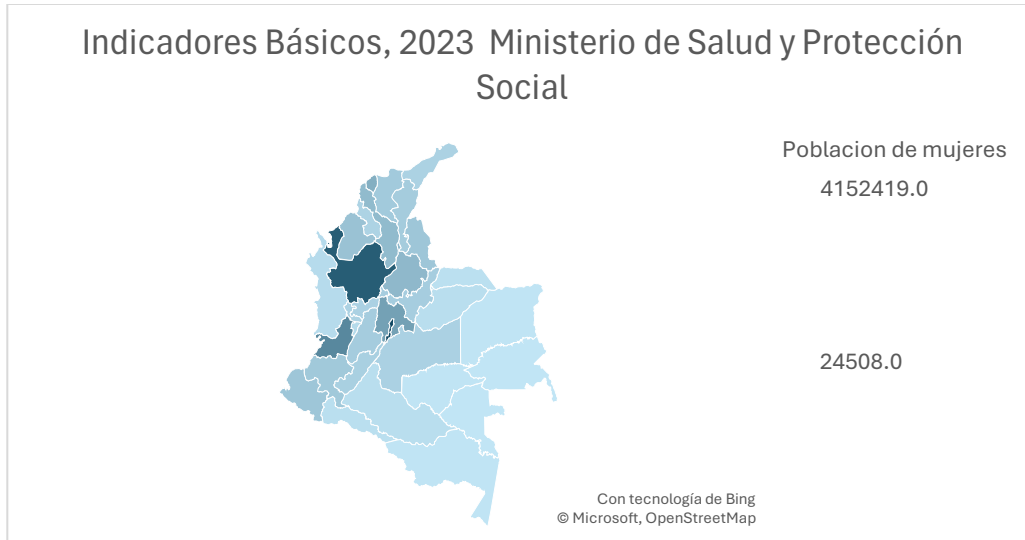 Indicadores Básicos, 2023 Ministerio de Salud y Protección
Social
Poblacion de mujeres
4152419.0
24508.0
Con tecnología de Bing
© Microsoft, OpenStreetMap